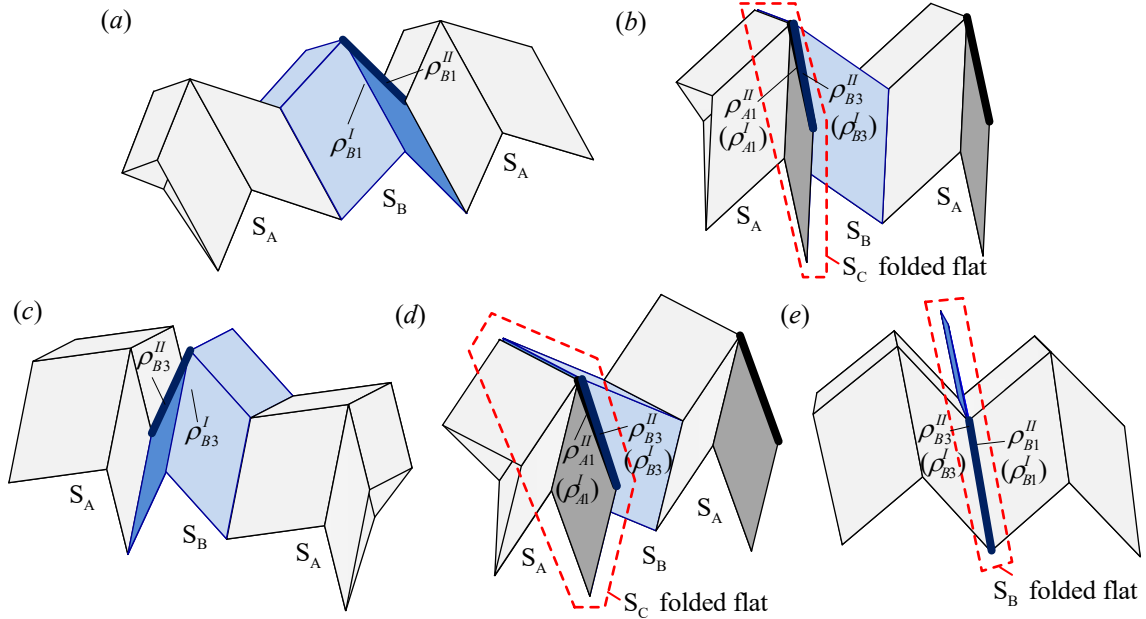 (a)
ρ_{B1}^{II}
ρ_{B1}^{I}
S_A
S_B
S_A
(b)
ρ_{A1}^{II}
(ρ_{A1}^{I})
ρ_{B3}^{II}
(ρ_{B3}^{I})
S_A
S_B
S_A
S_C folded flat
(c)
ρ_{B3}^{II}
ρ_{B3}^{I}
S_A
S_B
S_A
(d)
ρ_{A1}^{II}
(ρ_{A1}^{I})
ρ_{B3}^{II}
(ρ_{B3}^{I})
S_A
S_B
S_A
S_C folded flat
(e)
ρ_{B3}^{II}
(ρ_{B3}^{I})
ρ_{B1}^{II}
(ρ_{B1}^{I})
S_B folded flat